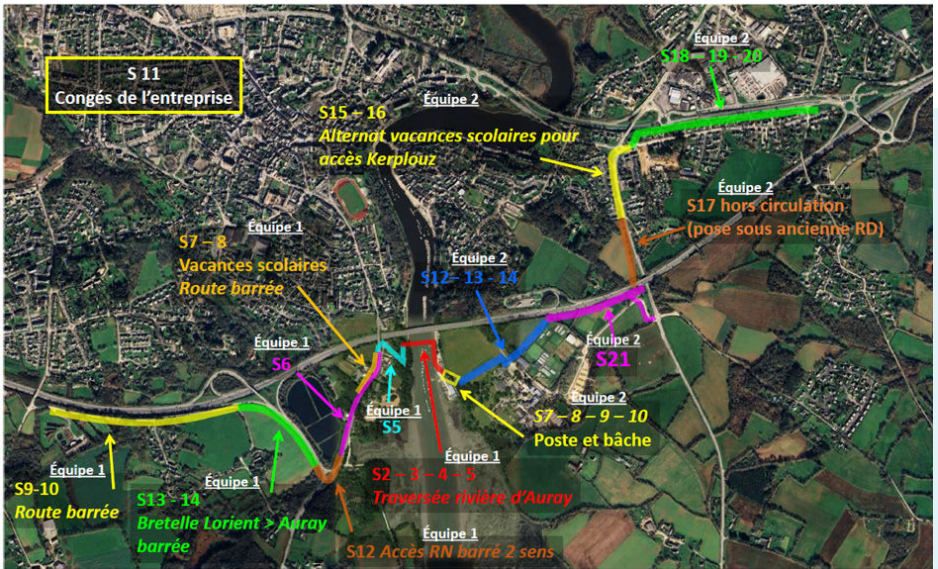 S 11
Congés de l'entreprise
Équipe 2
S18 – 19 - 20
Équipe 2
S15 – 16
Alternat vacances scolaires pour
accès Kerplouz
Équipe 2
S17 hors circulation
(pose sous ancienne RD)
Équipe 1
S7 – 8
Vacances scolaires
Route barrée
Équipe 2
S12– 13 - 14
Équipe 1
S6
Équipe 2
S21
Équipe 1
S5
Équipe 2
S7 – 8 – 9 – 10
Poste et bâche
Équipe 1
S9-10
Route barrée
Équipe 1
S13 - 14
Bretelle Lorient > Auray
barrée
Équipe 1
S2 – 3 – 4 – 5
Traversée rivière d'Auray
Équipe 1
S12 Accès RN barré 2 sens